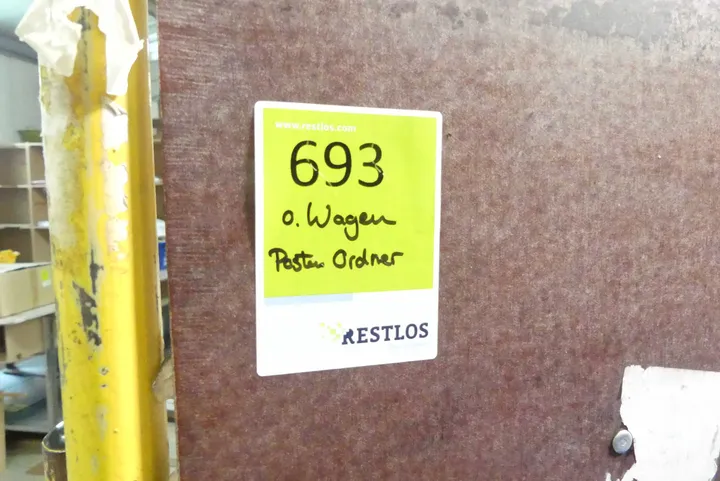 www.restlos.com
693
o. Wagen
Posten Ordner
RESTLOS